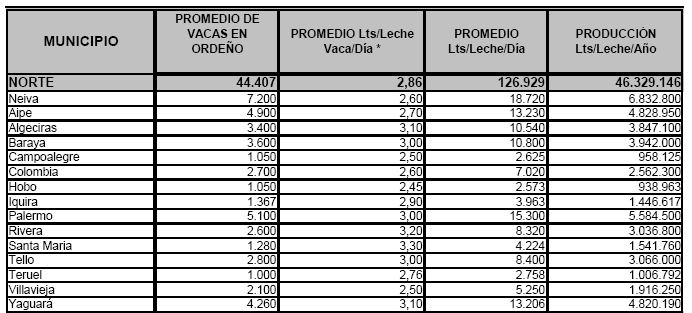 MUNICIPIO PROMEDIO DE VACAS EN ORDEÑO PROMEDIO Lts/Leche Vaca/Día * PROMEDIO Lts/Leche/Día PRODUCCIÓN Lts/Leche/Año
NORTE 44.407 2,86 126.929 46.329.146
Neiva 7.200 2,60 18.720 6.832.800
Aipe 4.900 2,70 13.230 4.828.950
Algeciras 3.400 3,10 10.540 3.847.100
Baraya 3.600 3,00 10.800 3.942.000
Campoalegre 1.050 2,50 2.625 958.125
Colombia 2.700 2,60 7.020 2.562.300
Hobo 1.050 2,45 2.573 938.963
Iquira 1.367 2,90 3.963 1.446.617
Palermo 5.100 3,00 15.300 5.584.500
Rivera 2.600 3,20 8.320 3.036.800
Santa Maria 1.280 3,30 4.224 1.541.760
Tello 2.800 3,00 8.400 3.066.000
Teruel 1.000 2,76 2.758 1.006.792
Villavieja 2.100 2,50 5.250 1.916.250
Yaguará 4.260 3,10 13.206 4.820.190